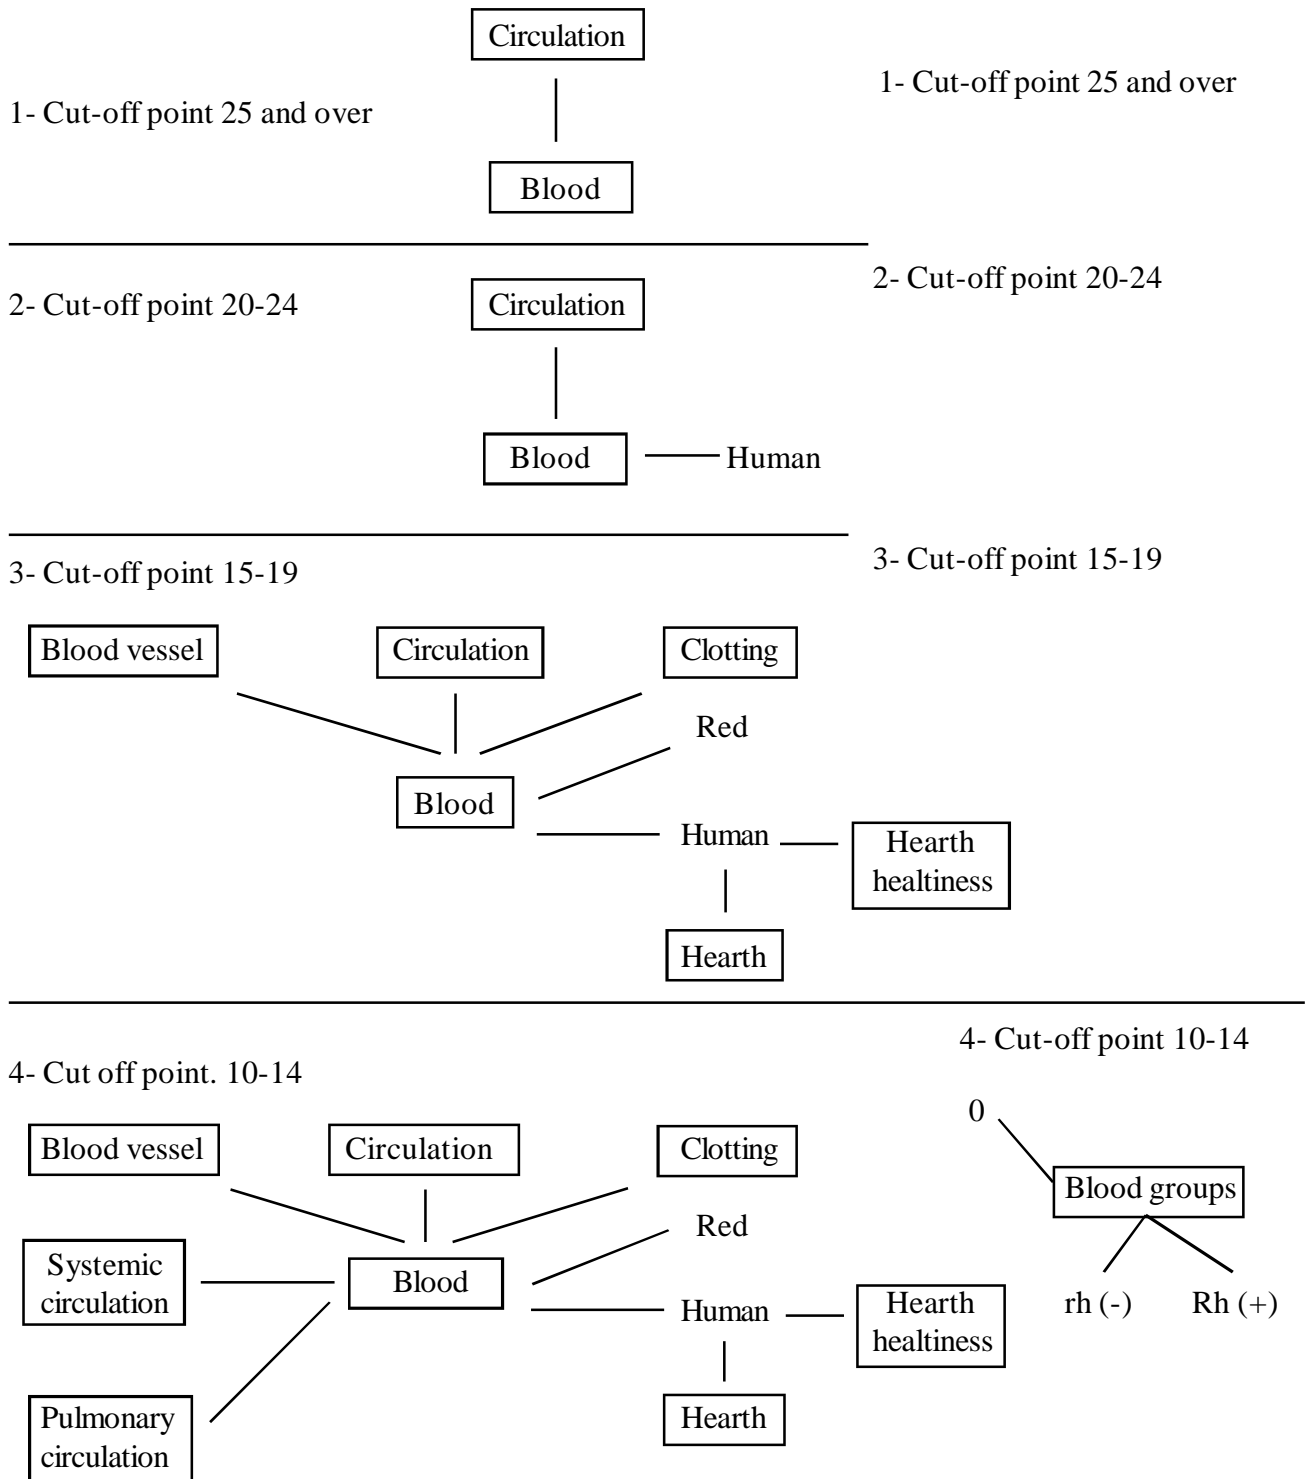 Circulation
1- Cut-off point 25 and over
1- Cut-off point 25 and over
Blood
2- Cut-off point 20-24
Circulation
2- Cut-off point 20-24
Blood
Human
3- Cut-off point 15-19
3- Cut-off point 15-19
Blood vessel
Circulation
Clotting
Red
Blood
Human
Hearth
healtiness
Hearth
4- Cut-off point 10-14
4- Cut off point. 10-14
Blood vessel
Circulation
Clotting
Red
Systemic
circulation
Blood
Human
Hearth
healtiness
Hearth
Pulmonary
circulation
0
Blood groups
rh (-)
Rh (+)